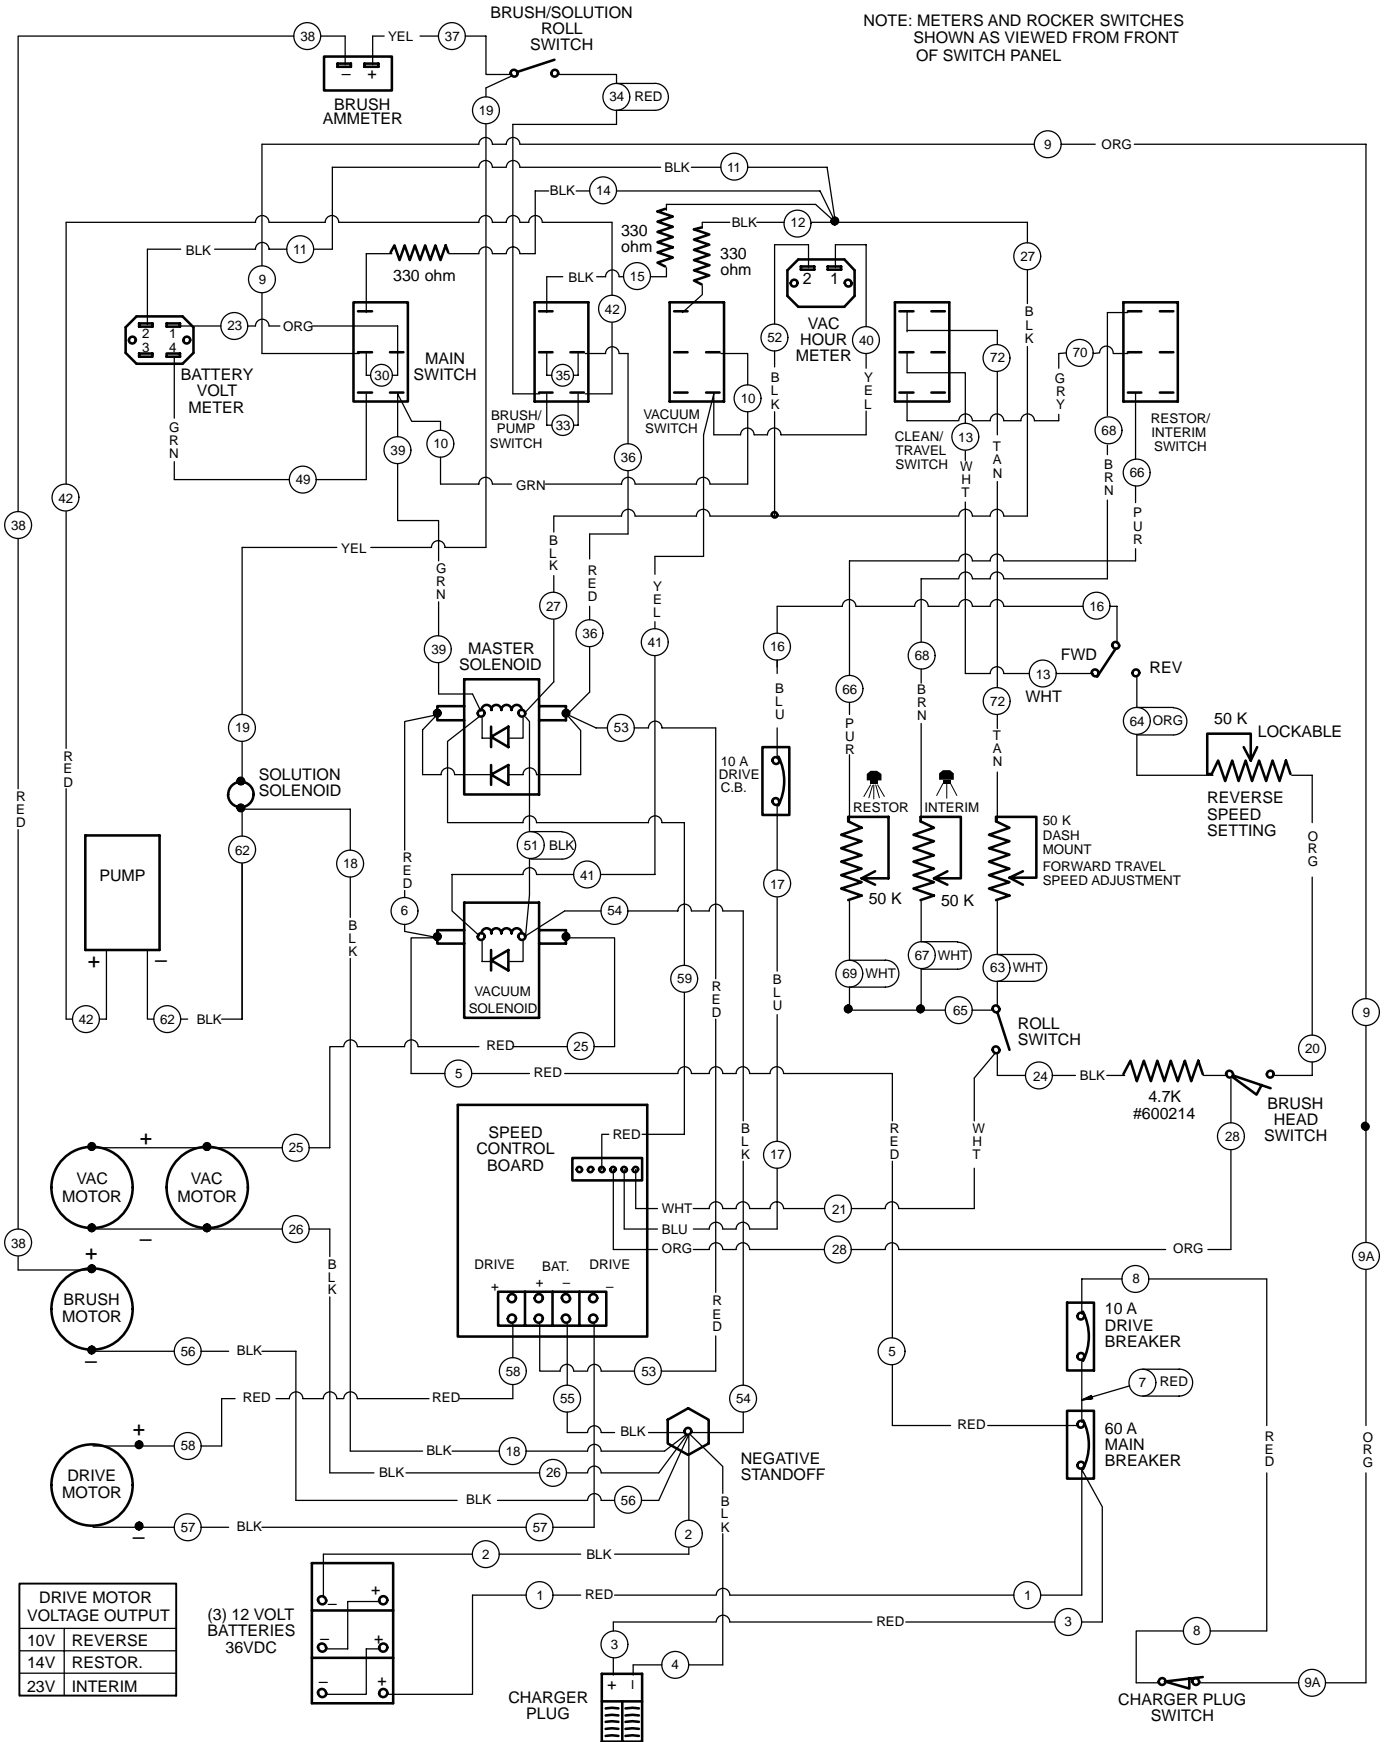 BRUSH/SOLUTION
ROLL
SWITCH
NOTE: METERS AND ROCKER SWITCHES
SHOWN AS VIEWED FROM FRONT
OF SWITCH PANEL
38
YEL
37
− +
BRUSH
AMMETER
34 RED
19
9
ORG
BLK
11
BLK
14
BLK
12
330
ohm
330
ohm
BLK
11
330 ohm
BLK
15
27
9
42
2 1
VAC
HOUR
METER
52
40
BLK
23
ORG
2 1
3 4
BATTERY
VOLT
METER
30
MAIN
SWITCH
35
33
BRUSH/
PUMP
SWITCH
VACUUM
SWITCH
10
BLK
YEL
72
70
GRY
CLEAN/
TRAVEL
SWITCH
13
WHT
TAN
68
BRN
RESTOR/
INTERIM
SWITCH
66
PUR
GRN
49
39
10
GRN
36
42
38
YEL
GRN
BLK
RED
YEL
27
36
41
39
16
16
MASTER
SOLENOID
68
BRN
FWD
REV
13
WHT
66
PUR
72
TAN
64 ORG
50 K
LOCKABLE
REVERSE
SPEED
SETTING
BLU
53
19
SOLUTION
SOLENOID
RED
RED
10 A
DRIVE
C.B.
RESTOR
INTERIM
50 K
DASH
MOUNT
FORWARD TRAVEL
SPEED ADJUSTMENT
50 K
50 K
ORG
62
18
PUMP
+ −
RED
6
51 BLK
41
17
54
BLK
VACUUM
SOLENOID
59
RED
BLU
69 WHT
67 WHT
63 WHT
65
ROLL
SWITCH
9
20
42
62
BLK
RED
25
5
RED
24
BLK
4.7K
#600214
BRUSH
HEAD
SWITCH
28
WHT
SPEED
CONTROL
BOARD
RED
BLK
17
RED
+
25
VAC
MOTOR
VAC
MOTOR
−
26
WHT
21
BLU
ORG
28
ORG
38
9A
+
BRUSH
MOTOR
−
BLK
DRIVE
BAT.
DRIVE
+ + − −
RED
8
10 A
DRIVE
BREAKER
56
BLK
58
53
5
7 RED
RED
RED
55
54
BLK
RED
60 A
MAIN
BREAKER
+
58
BLK
18
NEGATIVE
STANDOFF
RED
ORG
DRIVE
MOTOR
BLK
26
BLK
56
BLK
−
57
BLK
57
2
2
BLK
DRIVE MOTOR
VOLTAGE OUTPUT
10V REVERSE
14V RESTOR.
23V INTERIM
(3) 12 VOLT
BATTERIES
36VDC
− +
− +
− +
1
RED
1
RED
3
3
4
8
CHARGER
PLUG
+ −
9A
CHARGER PLUG
SWITCH